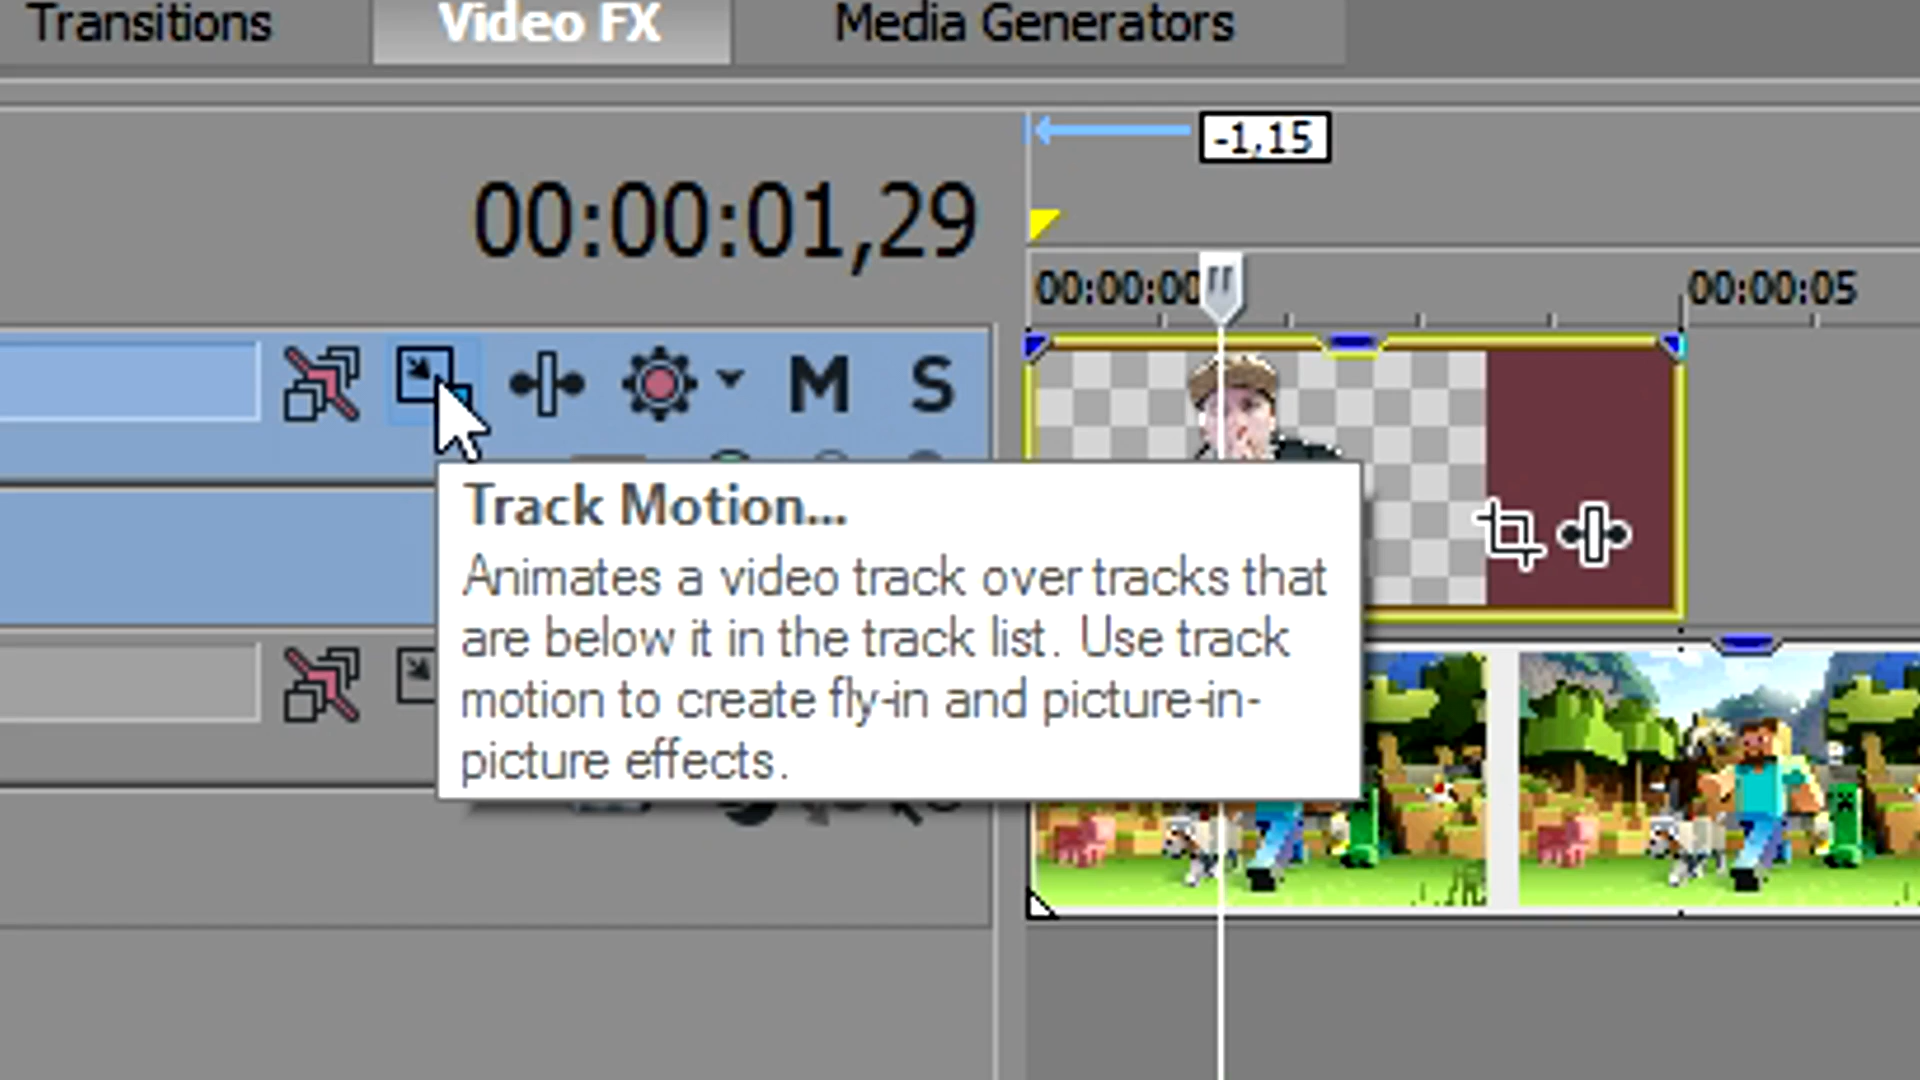 Transitions
Video FX
Media Generators
-1,15
00:00:01,29
00:00:00
00:00:05
M
S
Track Motion...
Animates a video track over tracks that
are below it in the track list. Use track
motion to create fly-in and picture-in-
picture effects.